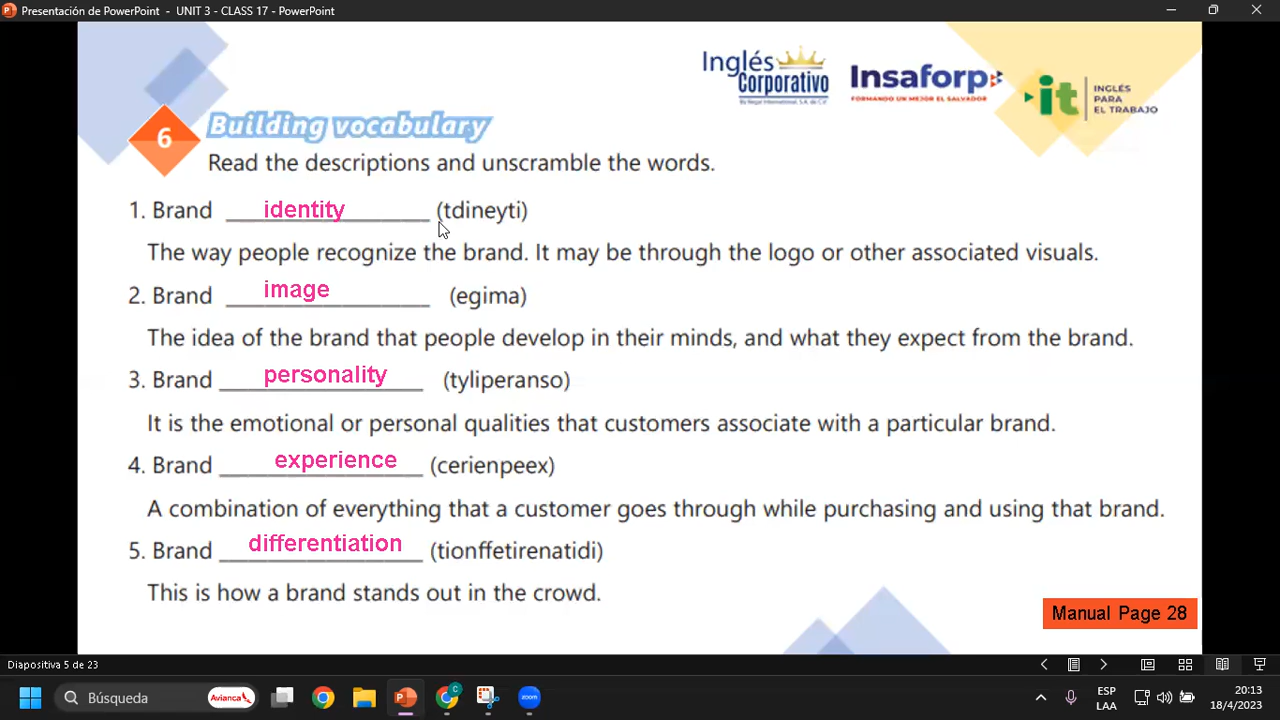 Presentación de PowerPoint - UNIT 3 - CLASS 17 - PowerPoint
Inglés
Corporativo
By Regal International, S.A. de C.V.
Insaforp
FORMANDO UN MEJOR EL SALVADOR
it
INGLÉS
PARA
EL TRABAJO
6
Building vocabulary
Read the descriptions and unscramble the words.
1. Brand identity (tdineyti)
The way people recognize the brand. It may be through the logo or other associated visuals.
2. Brand image (egima)
The idea of the brand that people develop in their minds, and what they expect from the brand.
3. Brand personality (tyliperanso)
It is the emotional or personal qualities that customers associate with a particular brand.
4. Brand experience (cerienpeex)
A combination of everything that a customer goes through while purchasing and using that brand.
5. Brand differentiation (tionffetirenatidi)
This is how a brand stands out in the crowd.
Manual Page 28
Diapositiva 5 de 23
Búsqueda
Avianca
C
zoom
ESP
LAA
20:13
18/4/2023